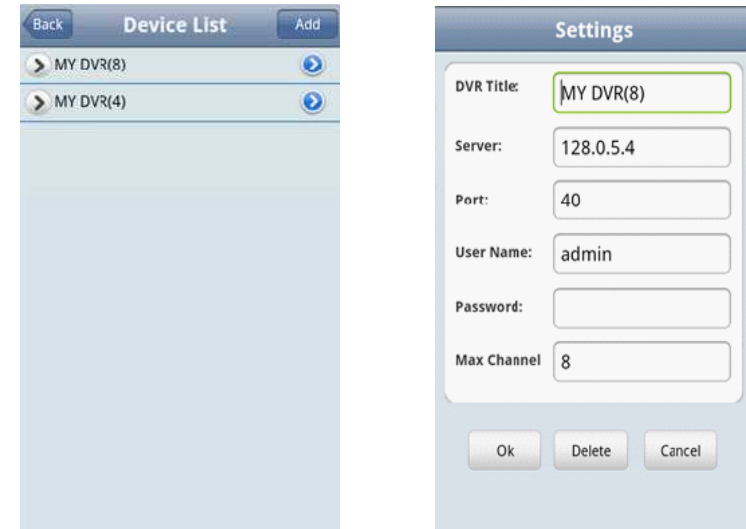 Back Device List Add
MY DVR(8)
MY DVR(4)
Settings
DVR Title: MY DVR(8)
Server: 128.0.5.4
Port: 40
User Name: admin
Password:
Max Channel 8
Ok Delete Cancel